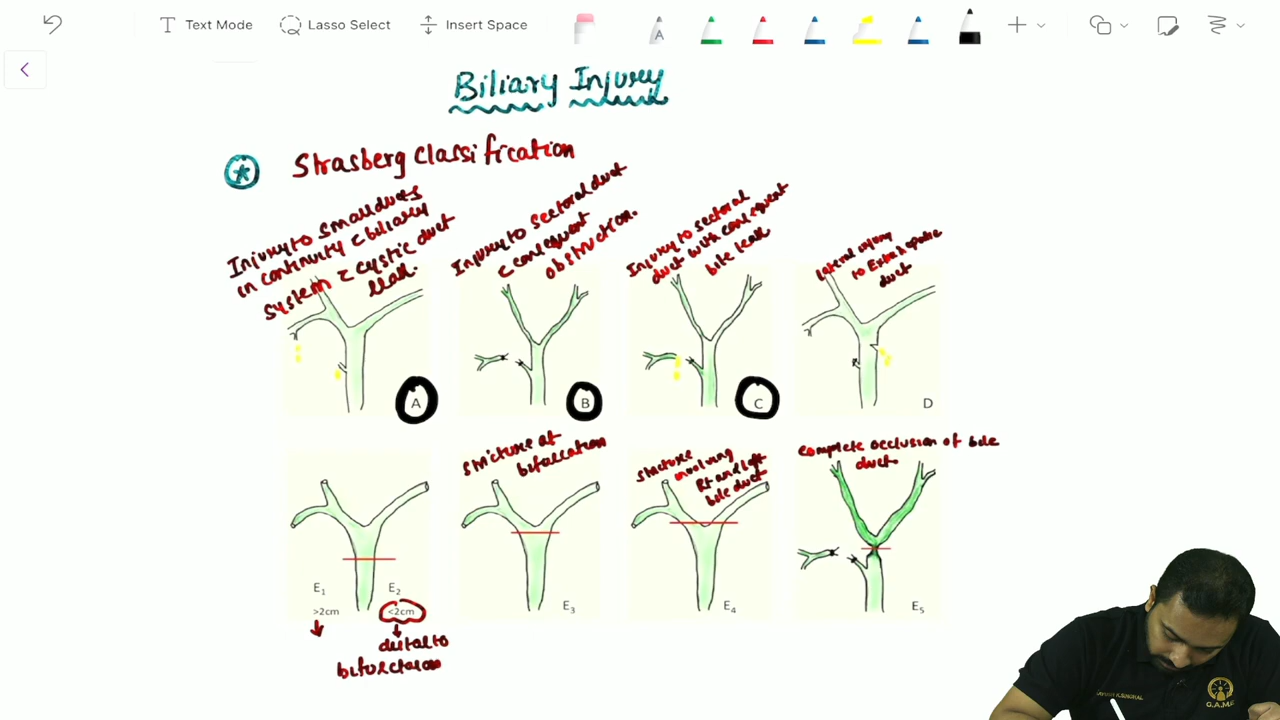 Text Mode
Lasso Select
Insert Space
A
Biliary Injury
Strasberg classification
Injury to small ducts
in continuity c biliary
system c cystic duct
leak.
Injury to sectoral duct
c consequent
obstruction.
Injury to sectoral
duct with consequent
bile leak
lateral injury
to Extrahepatic
duct
A
B
C
D
stricture at
bifurcation
stricture
involving
Rt and left
bile duct
complete occlusion of bile
duct
E1
E2
>2cm
<2cm
E3
E4
E5
distal to
G.A.M.E